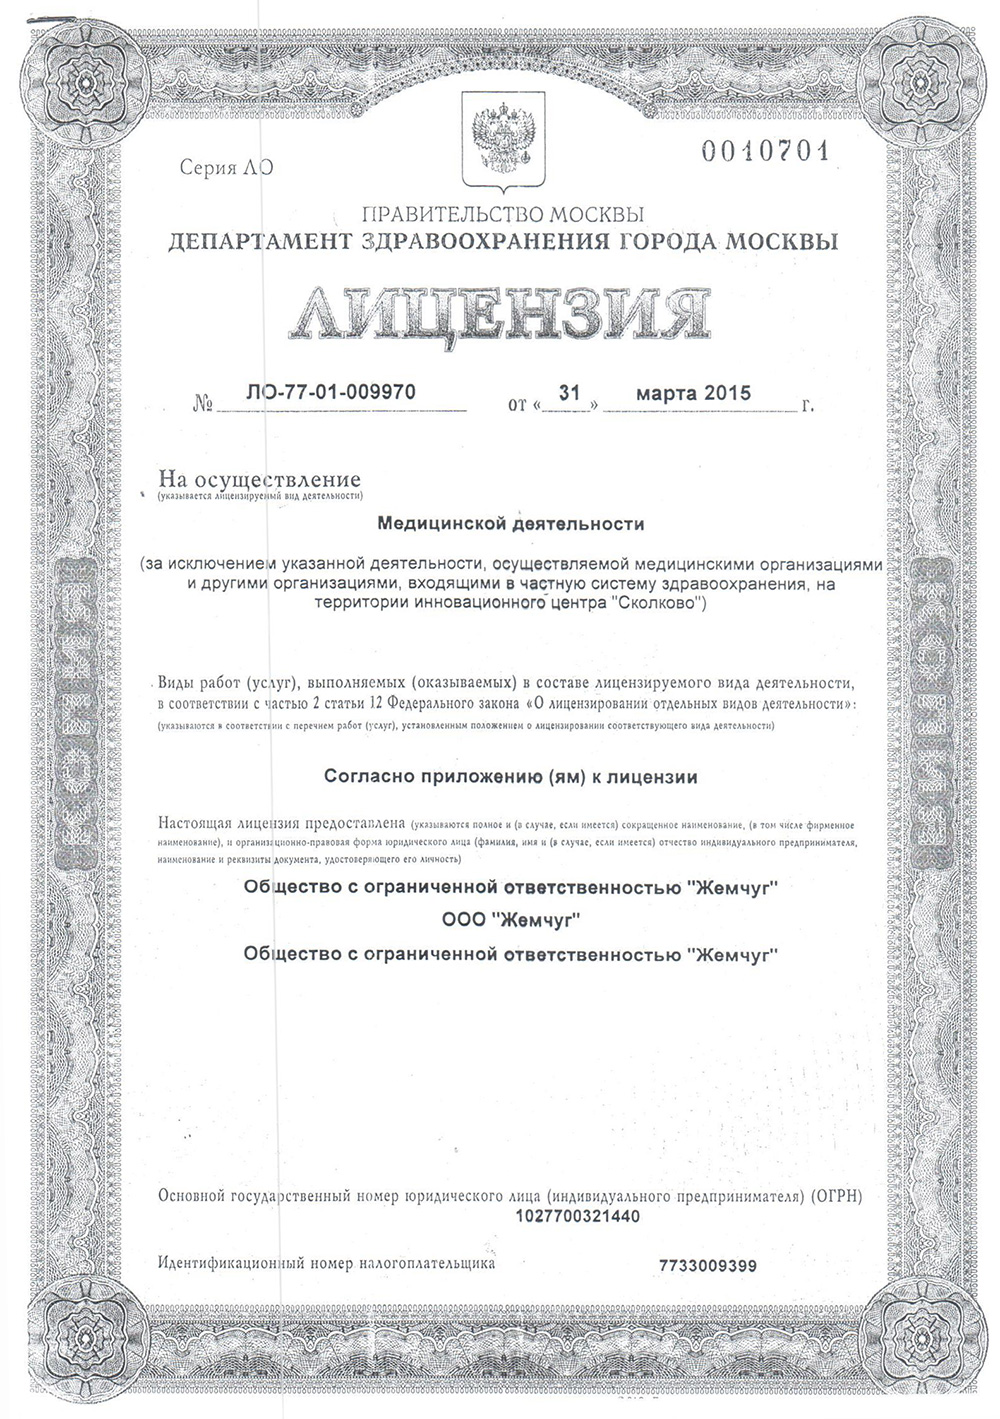 Серия ЛО
0010701
ПРАВИТЕЛЬСТВО МОСКВЫ
ДЕПАРТАМЕНТ ЗДРАВООХРАНЕНИЯ ГОРОДА МОСКВЫ
ЛИЦЕНЗИЯ
№ ЛО-77-01-009970 от «31» марта 2015 г.
На осуществление
(указывается лицензируемый вид деятельности)
Медицинской деятельности
(за исключением указанной деятельности, осуществляемой медицинскими организациями
и другими организациями, входящими в частную систему здравоохранения, на
территории инновационного центра "Сколково")
Виды работ (услуг), выполняемых (оказываемых) в составе лицензируемого вида деятельности,
в соответствии с частью 2 статьи 12 Федерального закона «О лицензировании отдельных видов деятельности»:
(указываются в соответствии с перечнем работ (услуг), установленным положением о лицензировании соответствующего вида деятельности)
Согласно приложению (ям) к лицензии
Настоящая лицензия предоставлена (указываются полное и (в случае, если имеется) сокращенное наименование, (в том числе фирменное
наименование), и организационно-правовая форма юридического лица (фамилия, имя и (в случае, если имеется) отчество индивидуального предпринимателя,
наименование и реквизиты документа, удостоверяющего его личность)
Общество с ограниченной ответственностью "Жемчуг"
ООО "Жемчуг"
Общество с ограниченной ответственностью "Жемчуг"
Основной государственный номер юридического лица (индивидуального предпринимателя) (ОГРН)
1027700321440
Идентификационный номер налогоплательщика 7733009399